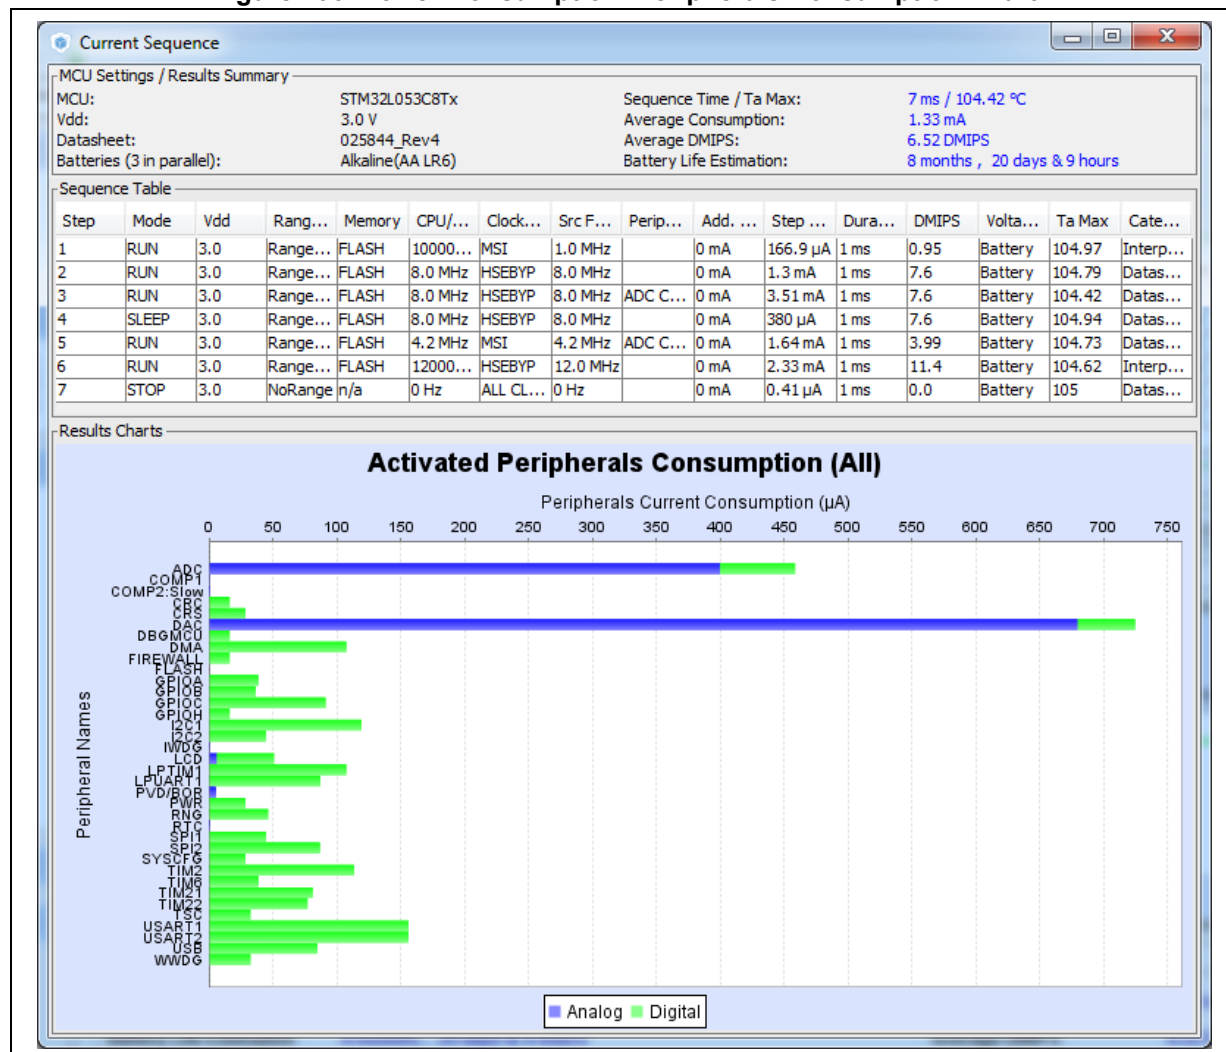 Current Sequence
MCU Settings / Results Summary
MCU: STM32L053C8Tx Sequence Time / Ta Max: 7 ms / 104.42 ºC
Vdd: 3.0 V Average Consumption: 1.33 mA
Datasheet: 025844_Rev4 Average DMIPS: 6.52 DMIPS
Batteries (3 in parallel): Alkaline(AA LR6) Battery Life Estimation: 8 months , 20 days & 9 hours
Sequence Table
Step Mode Vdd Rang... Memory CPU/... Clock... Src F... Perip... Add. ... Step ... Dura... DMIPS Volta... Ta Max Cate...
1 RUN 3.0 Range... FLASH 10000... MSI 1.0 MHz 0 mA 166.9 µA 1 ms 0.95 Battery 104.97 Interp...
2 RUN 3.0 Range... FLASH 8.0 MHz HSEBYP 8.0 MHz 0 mA 1.3 mA 1 ms 7.6 Battery 104.79 Datas...
3 RUN 3.0 Range... FLASH 8.0 MHz HSEBYP 8.0 MHz ADC C... 0 mA 3.51 mA 1 ms 7.6 Battery 104.42 Datas...
4 SLEEP 3.0 Range... FLASH 8.0 MHz HSEBYP 8.0 MHz 0 mA 380 µA 1 ms 7.6 Battery 104.94 Datas...
5 RUN 3.0 Range... FLASH 4.2 MHz MSI 4.2 MHz ADC C... 0 mA 1.64 mA 1 ms 3.99 Battery 104.73 Datas...
6 RUN 3.0 Range... FLASH 12000... HSEBYP 12.0 MHz 0 mA 2.33 mA 1 ms 11.4 Battery 104.62 Interp...
7 STOP 3.0 NoRange n/a 0 Hz ALL CL... 0 Hz 0 mA 0.41 µA 1 ms 0.0 Battery 105 Datas...
Results Charts
Activated Peripherals Consumption (All)
Peripherals Current Consumption (µA)
0 50 100 150 200 250 300 350 400 450 500 550 600 650 700 750
Peripheral Names
ADC
COMP1
COMP2:Slow
CRC
CRS
DAC
DBGMCU
DMA
FIREWALL
FLASH
GPIOA
GPIOB
GPIOC
GPIOH
I2C1
I2C2
IWDG
LCD
LPTIM1
LPUART1
PVD/BOR
PWR
RNG
RTC
SPI1
SPI2
SYSCFG
TIM2
TIM6
TIM21
TIM22
TSC
USART1
USART2
USB
WWDG
Analog Digital